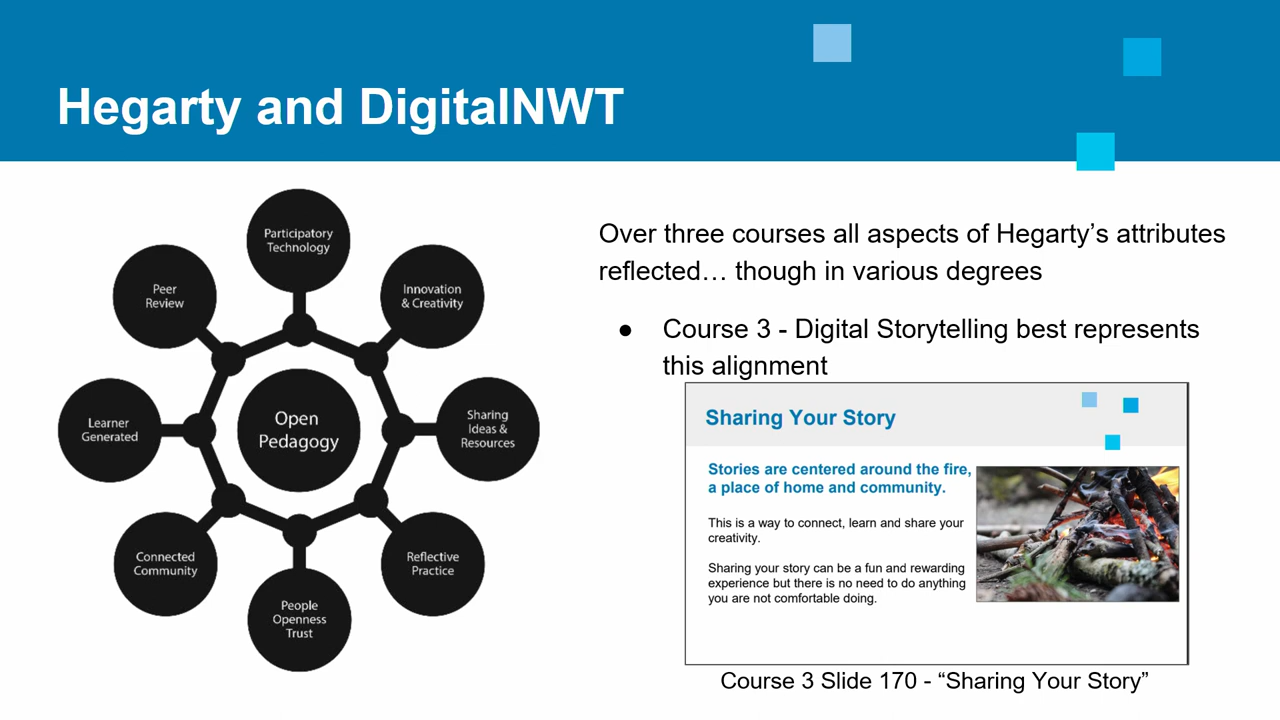 Hegarty and DigitalNWT
Participatory
Technology
Innovation
& Creativity
Sharing
Ideas &
Resources
Reflective
Practice
People
Openness
Trust
Connected
Community
Learner
Generated
Peer
Review
Open
Pedagogy
Over three courses all aspects of Hegarty’s attributes
reflected… though in various degrees
● Course 3 - Digital Storytelling best represents
this alignment
Sharing Your Story
Stories are centered around the fire,
a place of home and community.
This is a way to connect, learn and share your
creativity.
Sharing your story can be a fun and rewarding
experience but there is no need to do anything
you are not comfortable doing.
Course 3 Slide 170 - “Sharing Your Story”